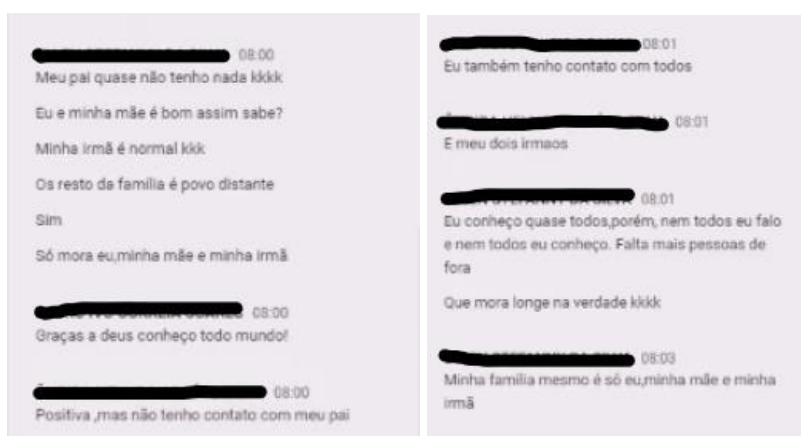 08:00
Meu pai quase não tenho nada kkkk
Eu e minha mãe é bom assim sabe?
Minha irmã é normal kkk
Os resto da família é povo distante
Sim
Só mora eu,minha mãe e minha irmã
08:00
Graças a deus conheço todo mundo!
08:00
Positiva ,mas não tenho contato com meu pai
08:01
Eu também tenho contato com todos
08:01
E meu dois irmaos
08:01
Eu conheço quase todos,porém, nem todos eu falo
e nem todos eu conheço. Falta mais pessoas de
fora
Que mora longe na verdade kkkk
08:03
Minha família mesmo é só eu,minha mãe e minha
irmã